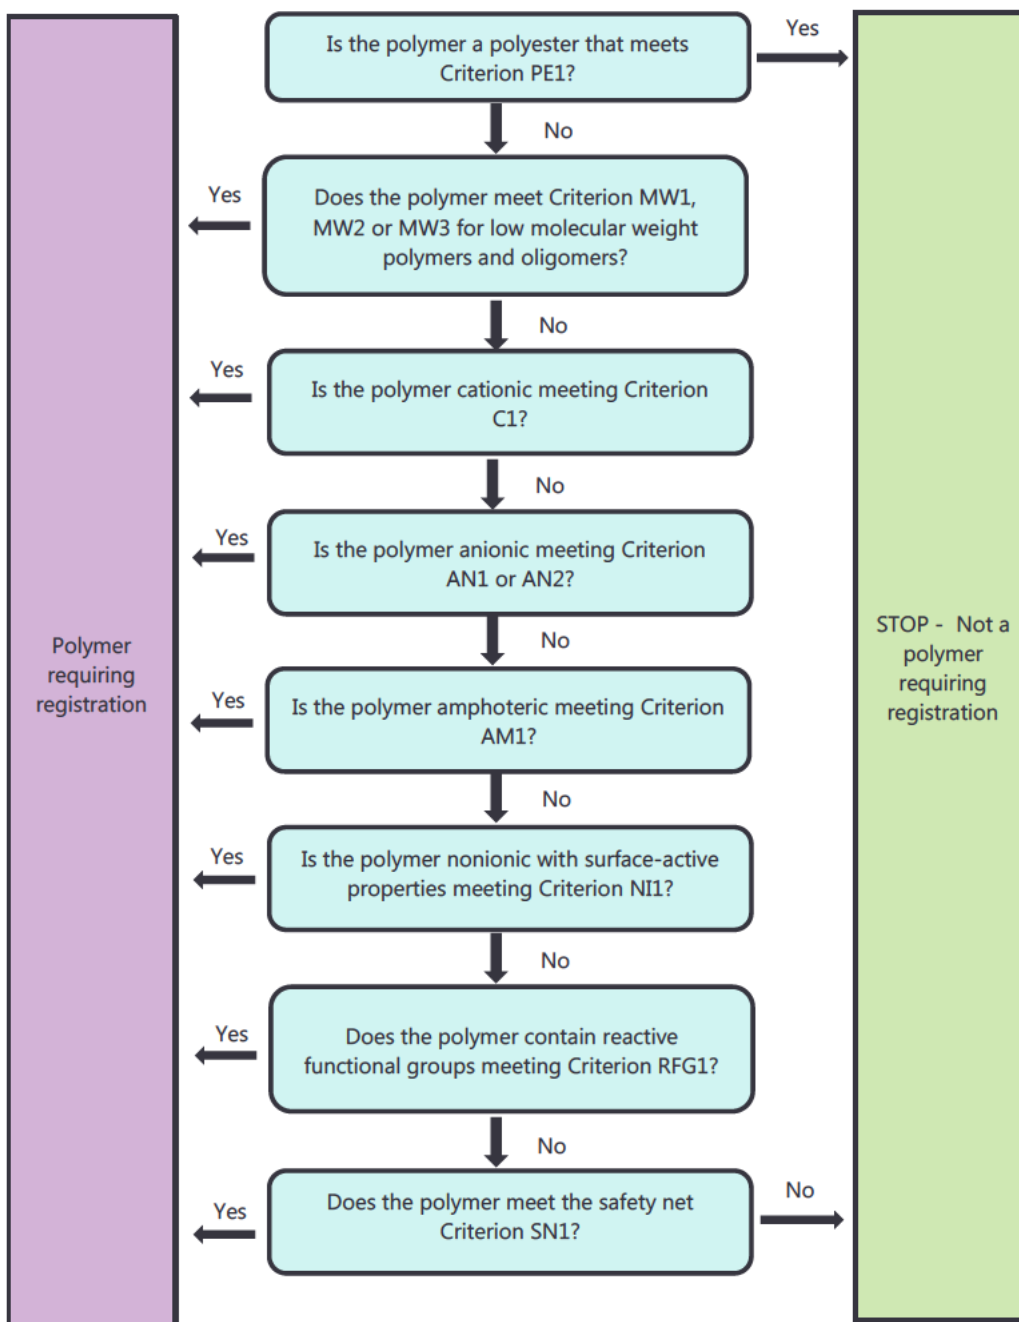 Is the polymer a polyester that meets
Criterion PE1?
Yes
No
Does the polymer meet Criterion MW1,
MW2 or MW3 for low molecular weight
polymers and oligomers?
Yes
No
Is the polymer cationic meeting Criterion
C1?
Yes
No
Is the polymer anionic meeting Criterion
AN1 or AN2?
Yes
No
Polymer
requiring
registration
STOP - Not a
polymer
requiring
registration
Is the polymer amphoteric meeting Criterion
AM1?
Yes
No
Is the polymer nonionic with surface-active
properties meeting Criterion NI1?
Yes
No
Does the polymer contain reactive
functional groups meeting Criterion RFG1?
Yes
No
Does the polymer meet the safety net
Criterion SN1?
Yes
No